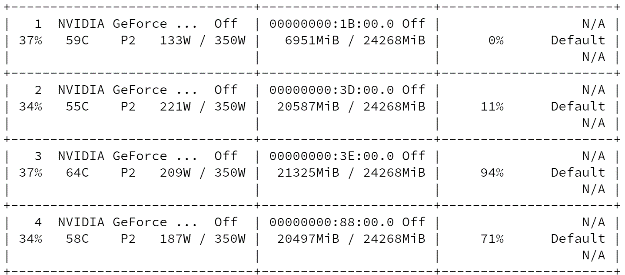 +-------------------------------+----------------------+----------------------+
|   1  NVIDIA GeForce ...  Off  | 00000000:1B:00.0 Off |                  N/A |
| 37%   59C    P2   133W / 350W |   6951MiB / 24268MiB |      0%      Default |
|                               |                      |                  N/A |
+-------------------------------+----------------------+----------------------+
|   2  NVIDIA GeForce ...  Off  | 00000000:3D:00.0 Off |                  N/A |
| 34%   55C    P2   221W / 350W |  20587MiB / 24268MiB |     11%      Default |
|                               |                      |                  N/A |
+-------------------------------+----------------------+----------------------+
|   3  NVIDIA GeForce ...  Off  | 00000000:3E:00.0 Off |                  N/A |
| 37%   64C    P2   209W / 350W |  21325MiB / 24268MiB |     94%      Default |
|                               |                      |                  N/A |
+-------------------------------+----------------------+----------------------+
|   4  NVIDIA GeForce ...  Off  | 00000000:88:00.0 Off |                  N/A |
| 34%   58C    P2   187W / 350W |  20497MiB / 24268MiB |     71%      Default |
|                               |                      |                  N/A |
+-------------------------------+----------------------+----------------------+